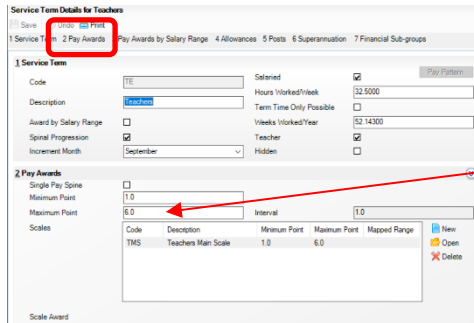 Service Term Details for Teachers
Save Undo Print
1 Service Term 2 Pay Awards Pay Awards by Salary Range 4 Allowances 5 Posts 6 Superannuation 7 Financial Sub-groups
1 Service Term
Code TE Salaried Pay Pattern
Description Teachers Hours Worked/Week 32.5000
Term Time Only Possible
Award by Salary Range Weeks Worked/Year 52.14300
Spinal Progression Teacher
Increment Month September Hidden
2 Pay Awards
Single Pay Spine
Minimum Point 1.0
Maximum Point 6.0 Interval 1.0
Scales Code Description Minimum Point Maximum Point Mapped Range New
TMS Teachers Main Scale 1.0 6.0 Open
Delete
Scale Award